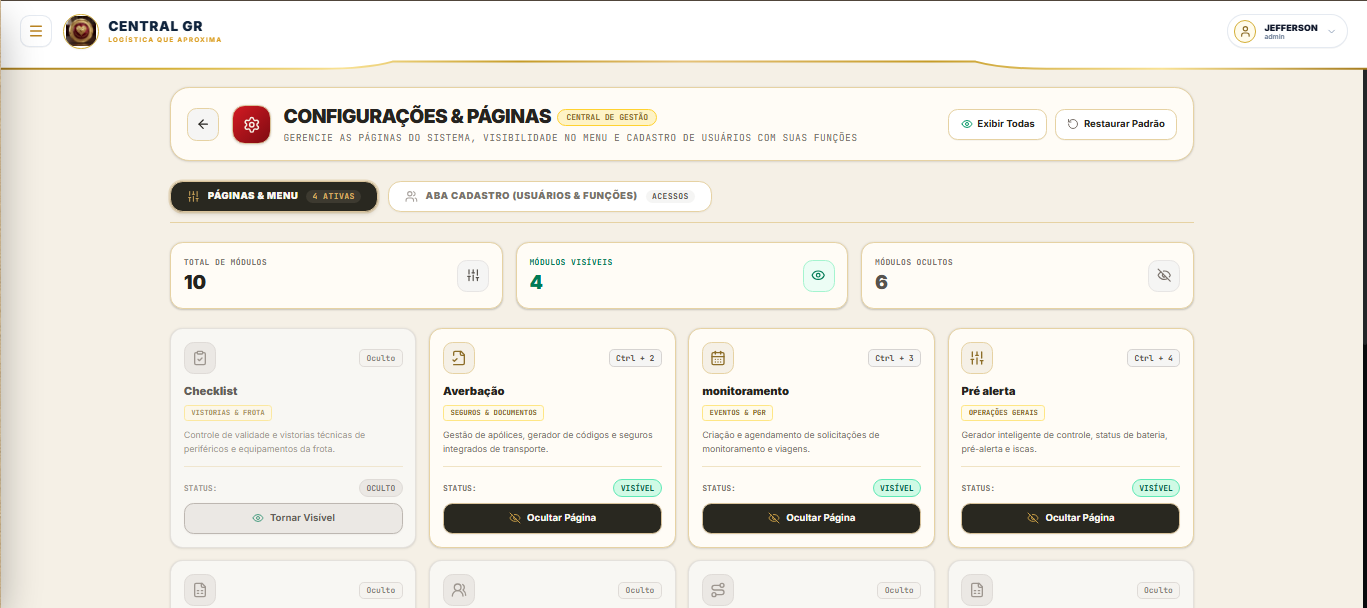 CENTRAL GR
LOGÍSTICA QUE APROXIMA
JEFFERSON
admin
CONFIGURAÇÕES & PÁGINAS
CENTRAL DE GESTÃO
GERENCIE AS PÁGINAS DO SISTEMA, VISIBILIDADE NO MENU E CADASTRO DE USUÁRIOS COM SUAS FUNÇÕES
Exibir Todas
Restaurar Padrão
PÁGINAS & MENU
4 ATIVAS
ABA CADASTRO (USUÁRIOS & FUNÇÕES)
ACESSOS
TOTAL DE MÓDULOS
10
MÓDULOS VISÍVEIS
4
MÓDULOS OCULTOS
6
Oculto
Checklist
VISTORIAS & FROTA
Controle de validade e vistorias técnicas de
periféricos e equipamentos da frota.
STATUS:
OCULTO
Tornar Visível
Ctrl + 2
Averbação
SEGUROS & DOCUMENTOS
Gestão de apólices, gerador de códigos e seguros
integrados de transporte.
STATUS:
VISÍVEL
Ocultar Página
Ctrl + 3
monitoramento
EVENTOS & PGR
Criação e agendamento de solicitações de
monitoramento e viagens.
STATUS:
VISÍVEL
Ocultar Página
Ctrl + 4
Pré alerta
OPERAÇÕES GERAIS
Gerador inteligente de controle, status de bateria,
pré-alerta e iscas.
STATUS:
VISÍVEL
Ocultar Página
Oculto
Oculto
Oculto
Oculto